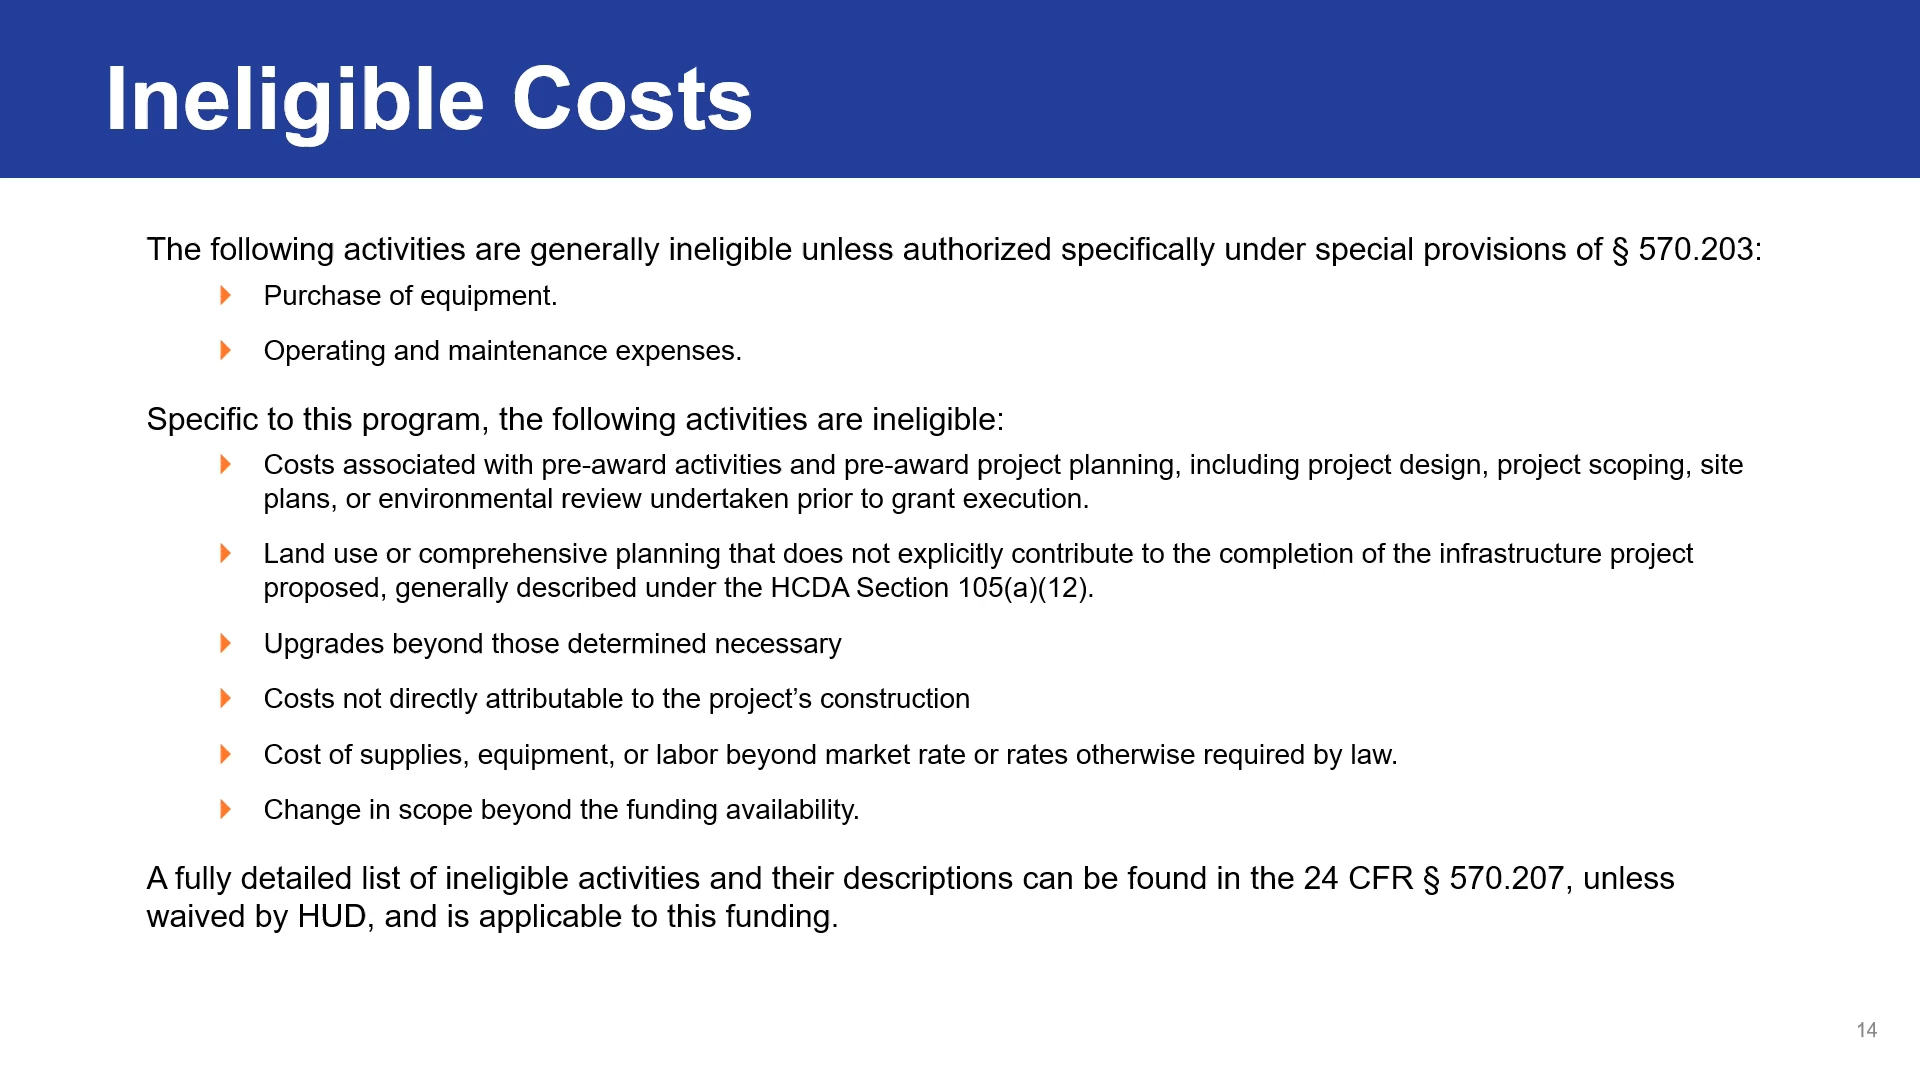 Ineligible Costs
The following activities are generally ineligible unless authorized specifically under special provisions of § 570.203:
Purchase of equipment.
Operating and maintenance expenses.
Specific to this program, the following activities are ineligible:
Costs associated with pre-award activities and pre-award project planning, including project design, project scoping, site
plans, or environmental review undertaken prior to grant execution.
Land use or comprehensive planning that does not explicitly contribute to the completion of the infrastructure project
proposed, generally described under the HCDA Section 105(a)(12).
Upgrades beyond those determined necessary
Costs not directly attributable to the project’s construction
Cost of supplies, equipment, or labor beyond market rate or rates otherwise required by law.
Change in scope beyond the funding availability.
A fully detailed list of ineligible activities and their descriptions can be found in the 24 CFR § 570.207, unless
waived by HUD, and is applicable to this funding.
14